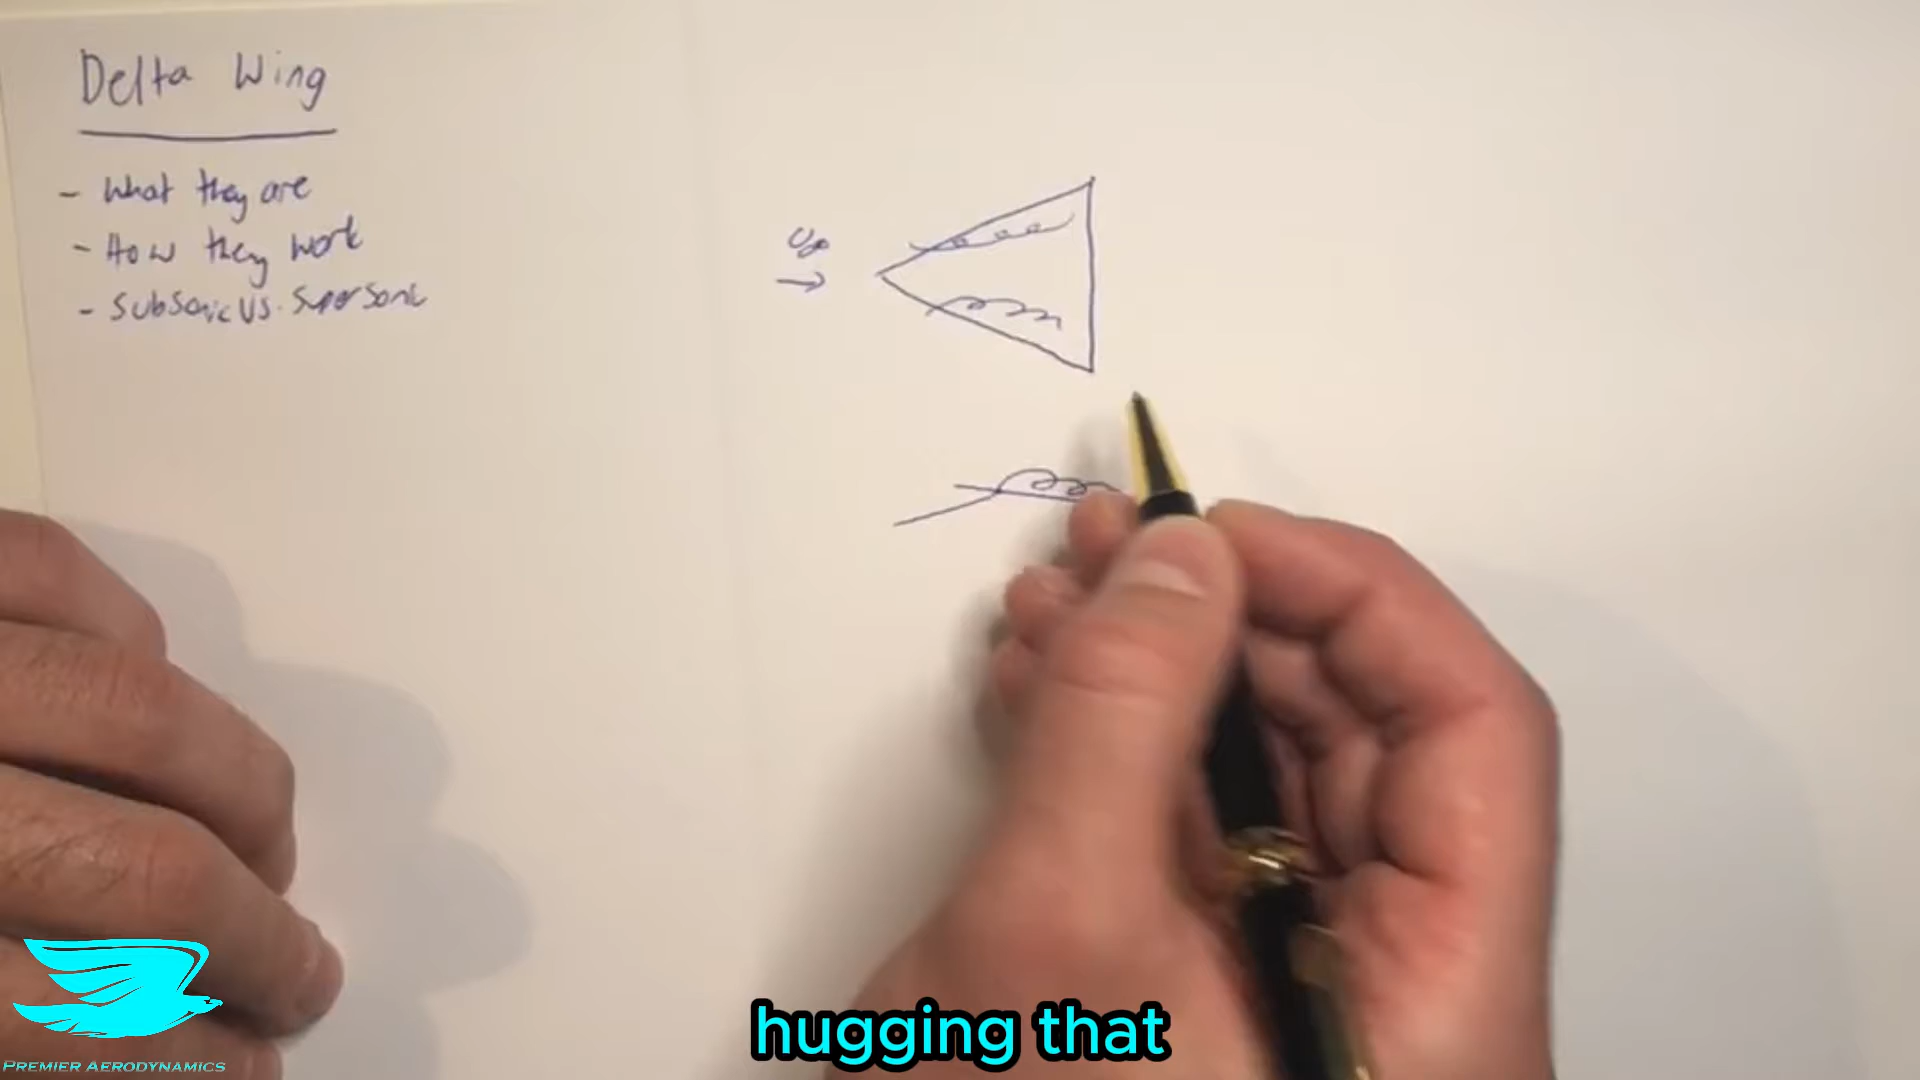 Delta Wing
- What they are
- How they work
- Subsonic vs. Supersonic
U∞
hugging that
PREMIER AERODYNAMICS